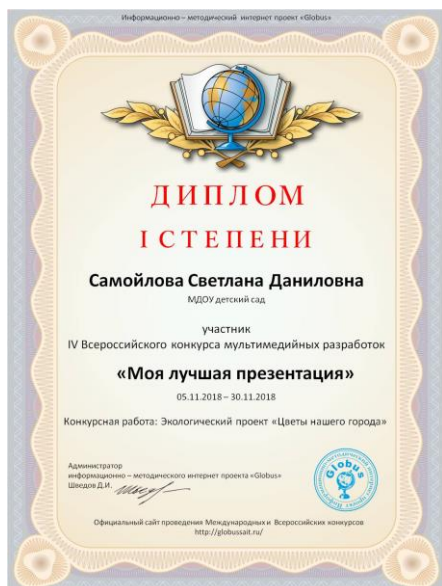 Информационно – методический интернет проект «Globus»
ДИПЛОМ
I СТЕПЕНИ
Самойлова Светлана Даниловна
МДОУ детский сад
участник
IV Всероссийского конкурса мультимедийных разработок
«Моя лучшая презентация»
05.11.2018 – 30.11.2018
Конкурсная работа: Экологический проект «Цветы нашего города»
Администратор
информационно – методического интернет проекта «Globus»
Шведов Д.И.
Globus
Официальный сайт проведения Международных и Всероссийских конкурсов
http://globussait.ru/